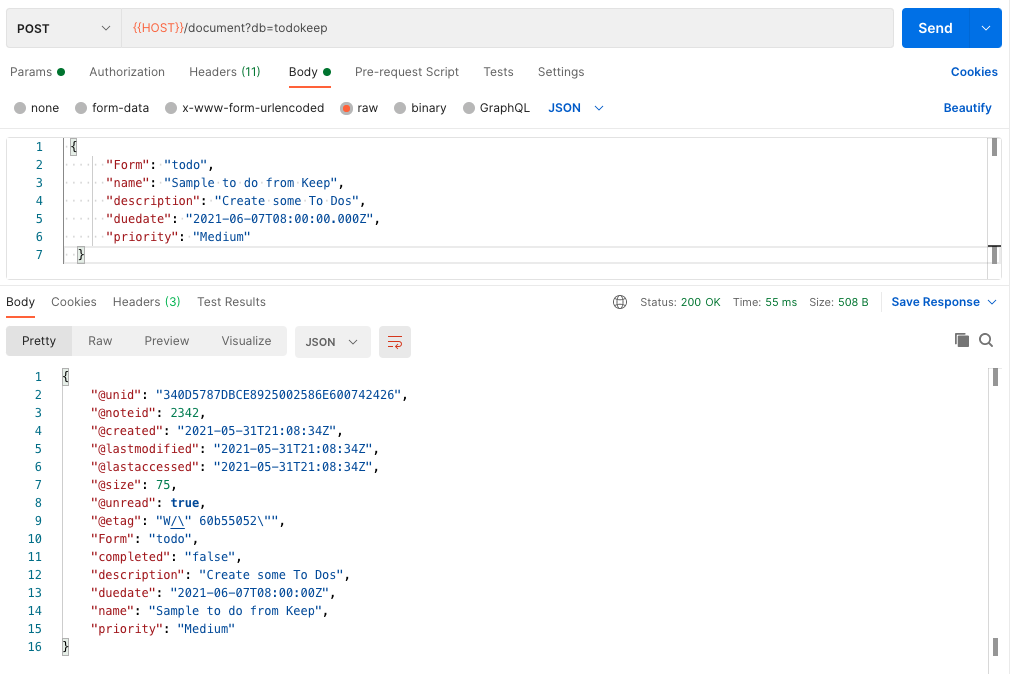 POST {{HOST}}/document?db=todokeep Send
Params Authorization Headers (11) Body Pre-request Script Tests Settings Cookies
none form-data x-www-form-urlencoded raw binary GraphQL JSON Beautify
1 {
2 "Form": "todo",
3 "name": "Sample to do from Keep",
4 "description": "Create some To Dos",
5 "duedate": "2021-06-07T08:00:00.000Z",
6 "priority": "Medium"
7 }
Body Cookies Headers (3) Test Results Status: 200 OK Time: 55 ms Size: 508 B Save Response
Pretty Raw Preview Visualize JSON
1 {
2 "@unid": "340D5787DBCE8925002586E600742426",
3 "@noteid": 2342,
4 "@created": "2021-05-31T21:08:34Z",
5 "@lastmodified": "2021-05-31T21:08:34Z",
6 "@lastaccessed": "2021-05-31T21:08:34Z",
7 "@size": 75,
8 "@unread": true,
9 "@etag": "W/\" 60b55052\"",
10 "Form": "todo",
11 "completed": "false",
12 "description": "Create some To Dos",
13 "duedate": "2021-06-07T08:00:00Z",
14 "name": "Sample to do from Keep",
15 "priority": "Medium"
16 }